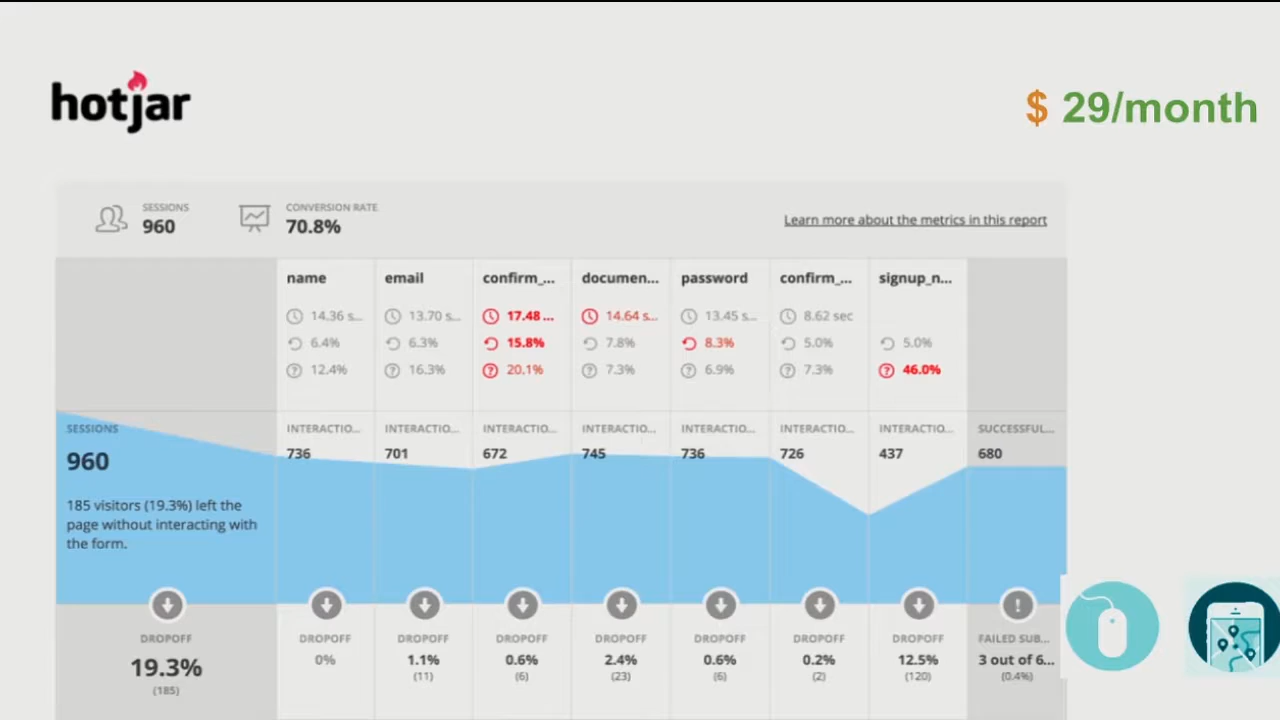 hotjar
$ 29/month
SESSIONS
960
CONVERSION RATE
70.8%
Learn more about the metrics in this report
name email confirm_... documen... password confirm_... signup_n...
14.36 s... 13.70 s... 17.48 ... 14.64 s... 13.45 s... 8.62 sec
6.4% 6.3% 15.8% 7.8% 8.3% 5.0% 5.0%
12.4% 16.3% 20.1% 7.3% 6.9% 7.3% 46.0%
SESSIONS INTERACTIO... INTERACTIO... INTERACTIO... INTERACTIO... INTERACTIO... INTERACTIO... INTERACTIO... SUCCESSFUL...
960 736 701 672 745 736 726 437 680
185 visitors (19.3%) left the
page without interacting with
the form.
DROPOFF DROPOFF DROPOFF DROPOFF DROPOFF DROPOFF DROPOFF DROPOFF FAILED SUB...
19.3% 0% 1.1% 0.6% 2.4% 0.6% 0.2% 12.5% 3 out of 6...
(185) (11) (6) (23) (6) (2) (120) (0.4%)